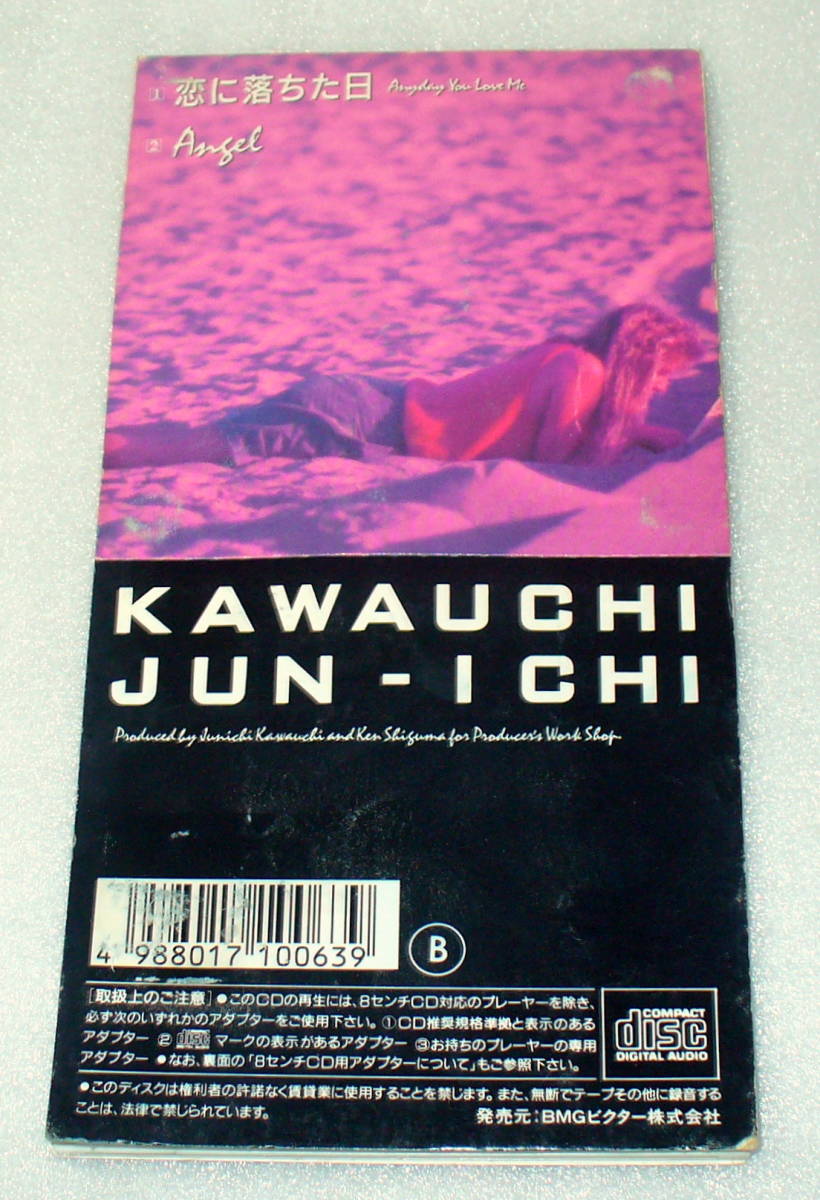 1 恋に落ちた日 Anyday You Love Me
2 Angel
KAWAUCHI
JUN-ICHI
Produced by Junichi Kawauchi and Ken Shiguma for Producer's Work Shop
4 988017 100639
B
[取扱上のご注意] ●このCDの再生には、8センチCD対応のプレーヤーを除き、
必ず次のいずれかのアダプターをご使用下さい。①CD推奨規格準拠と表示のある
アダプター ② disc マークの表示があるアダプター ③お持ちのプレーヤーの専用
アダプター ●なお、裏面の「8センチCD用アダプターについて」もご参照下さい。
COMPACT
disc
DIGITAL AUDIO
●このディスクは権利者の許諾なく賃貸業に使用することを禁じます。また、無断でテープその他に録音する
ことは、法律で禁じられています。
発売元:BMGビクター株式会社